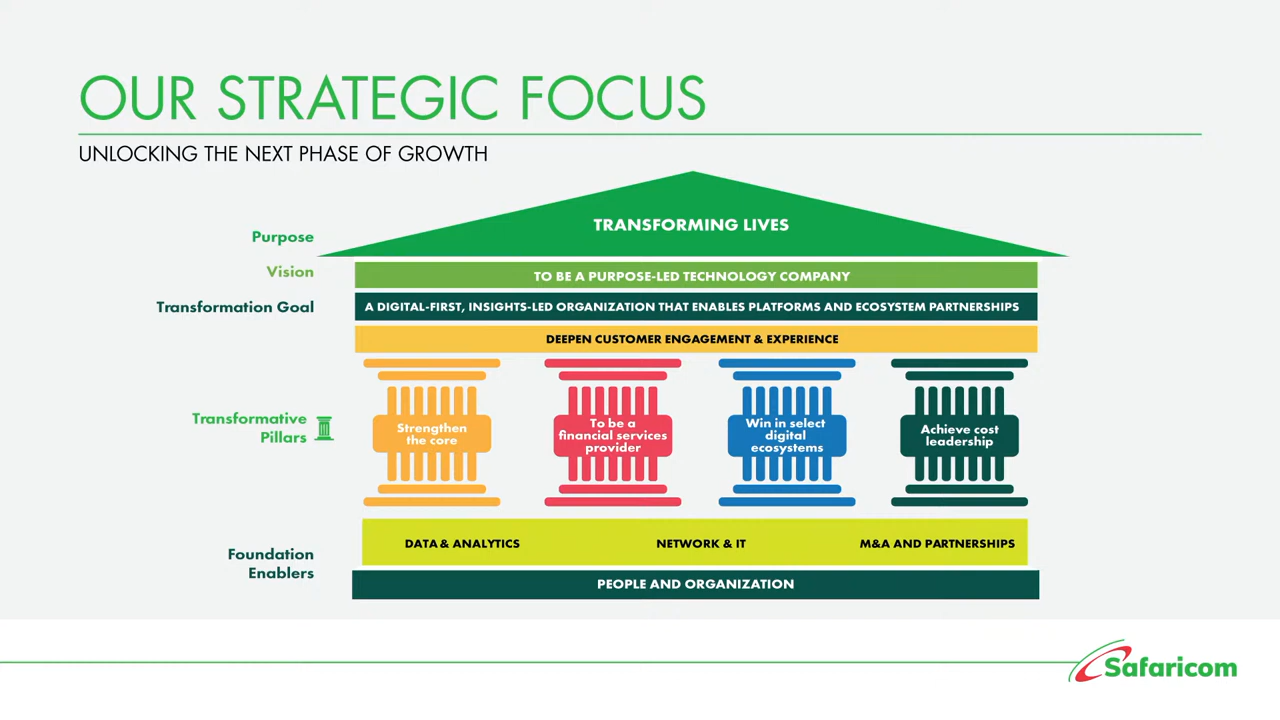 OUR STRATEGIC FOCUS
UNLOCKING THE NEXT PHASE OF GROWTH
Purpose
TRANSFORMING LIVES
Vision
TO BE A PURPOSE-LED TECHNOLOGY COMPANY
Transformation Goal
A DIGITAL-FIRST, INSIGHTS-LED ORGANIZATION THAT ENABLES PLATFORMS AND ECOSYSTEM PARTNERSHIPS
DEEPEN CUSTOMER ENGAGEMENT & EXPERIENCE
Transformative
Pillars
Strengthen
the core
To be a
financial services
provider
Win in select
digital
ecosystems
Achieve cost
leadership
Foundation
Enablers
DATA & ANALYTICS
NETWORK & IT
M&A AND PARTNERSHIPS
PEOPLE AND ORGANIZATION
Safaricom